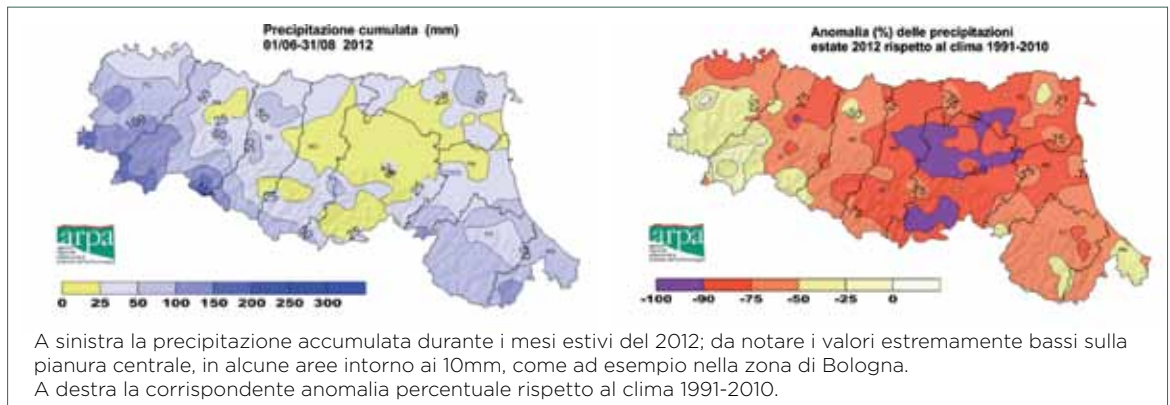 Precipitazione cumulata (mm)
01/06-31/08 2012
arpa
0 25 50 100 150 200 250 300
Anomalia (%) delle precipitazioni
estate 2012 rispetto al clima 1991-2010
arpa
-100 -90 -75 -50 -25 0
A sinistra la precipitazione accumulata durante i mesi estivi del 2012; da notare i valori estremamente bassi sulla
pianura centrale, in alcune aree intorno ai 10mm, come ad esempio nella zona di Bologna.
A destra la corrispondente anomalia percentuale rispetto al clima 1991-2010.